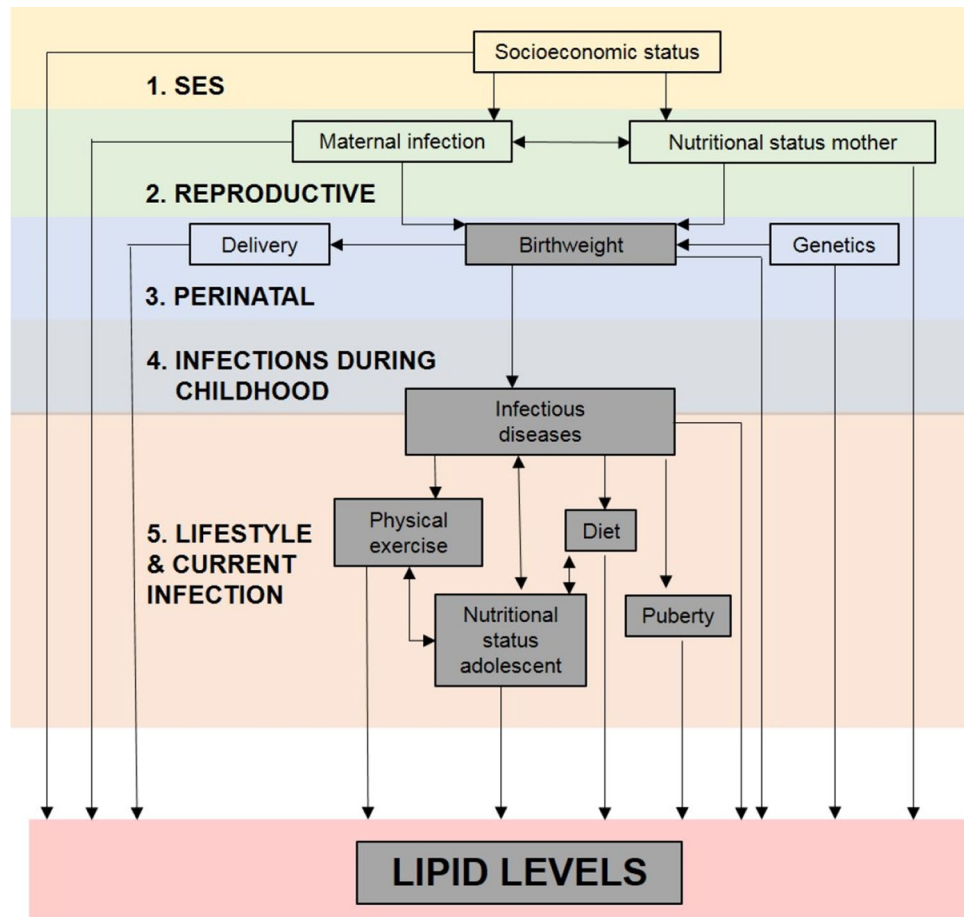 Socioeconomic status
1. SES
Maternal infection
Nutritional status mother
2. REPRODUCTIVE
Delivery
Birthweight
Genetics
3. PERINATAL
4. INFECTIONS DURING
CHILDHOOD
Infectious
diseases
Physical
exercise
Diet
5. LIFESTYLE
& CURRENT
INFECTION
Nutritional
status
adolescent
Puberty
LIPID LEVELS